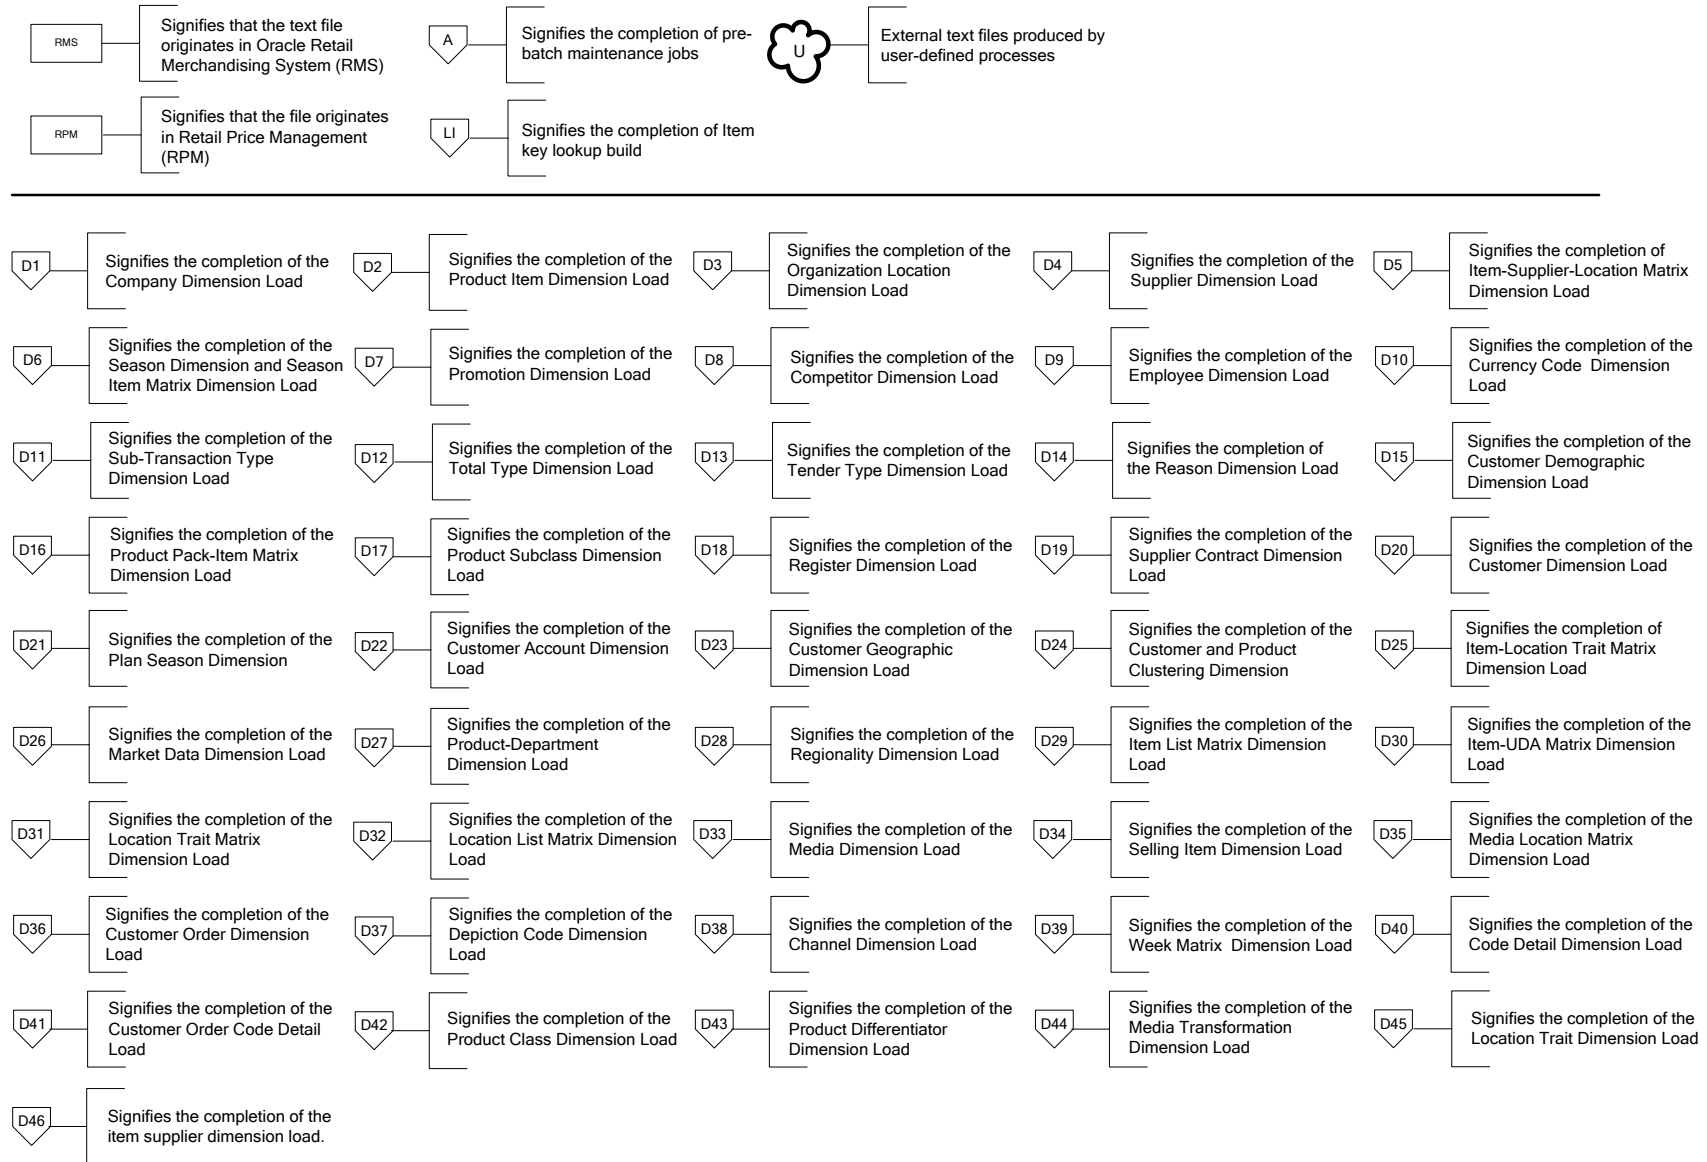 RMS
Signifies that the text file
originates in Oracle Retail
Merchandising System (RMS)
A
Signifies the completion of pre-
batch maintenance jobs
U
External text files produced by
user-defined processes
RPM
Signifies that the file originates
in Retail Price Management
(RPM)
LI
Signifies the completion of Item
key lookup build
D1
Signifies the completion of the
Company Dimension Load
D2
Signifies the completion of the
Product Item Dimension Load
D3
Signifies the completion of the
Organization Location
Dimension Load
D4
Signifies the completion of the
Supplier Dimension Load
D5
Signifies the completion of
Item-Supplier-Location Matrix
Dimension Load
D6
Signifies the completion of the
Season Dimension and Season
Item Matrix Dimension Load
D7
Signifies the completion of the
Promotion Dimension Load
D8
Signifies the completion of the
Competitor Dimension Load
D9
Signifies the completion of the
Employee Dimension Load
D10
Signifies the completion of the
Currency Code Dimension
Load
D11
Signifies the completion of the
Sub-Transaction Type
Dimension Load
D12
Signifies the completion of the
Total Type Dimension Load
D13
Signifies the completion of the
Tender Type Dimension Load
D14
Signifies the completion of
the Reason Dimension Load
D15
Signifies the completion of the
Customer Demographic
Dimension Load
D16
Signifies the completion of the
Product Pack-Item Matrix
Dimension Load
D17
Signifies the completion of the
Product Subclass Dimension
Load
D18
Signifies the completion of the
Register Dimension Load
D19
Signifies the completion of the
Supplier Contract Dimension
Load
D20
Signifies the completion of the
Customer Dimension Load
D21
Signifies the completion of the
Plan Season Dimension
D22
Signifies the completion of the
Customer Account Dimension
Load
D23
Signifies the completion of the
Customer Geographic
Dimension Load
D24
Signifies the completion of the
Customer and Product
Clustering Dimension
D25
Signifies the completion of
Item-Location Trait Matrix
Dimension Load
D26
Signifies the completion of the
Market Data Dimension Load
D27
Signifies the completion of the
Product-Department
Dimension Load
D28
Signifies the completion of the
Regionality Dimension Load
D29
Signifies the completion of the
Item List Matrix Dimension
Load
D30
Signifies the completion of the
Item-UDA Matrix Dimension
Load
D31
Signifies the completion of the
Location Trait Matrix
Dimension Load
D32
Signifies the completion of the
Location List Matrix Dimension
Load
D33
Signifies the completion of the
Media Dimension Load
D34
Signifies the completion of the
Selling Item Dimension Load
D35
Signifies the completion of the
Media Location Matrix
Dimension Load
D36
Signifies the completion of the
Customer Order Dimension
Load
D37
Signifies the completion of the
Depiction Code Dimension
Load
D38
Signifies the completion of the
Channel Dimension Load
D39
Signifies the completion of the
Week Matrix Dimension Load
D40
Signifies the completion of the
Code Detail Dimension Load
D41
Signifies the completion of the
Customer Order Code Detail
Load
D42
Signifies the completion of the
Product Class Dimension Load
D43
Signifies the completion of the
Product Differentiator
Dimension Load
D44
Signifies the completion of the
Media Transformation
Dimension Load
D45
Signifies the completion of the
Location Trait Dimension Load
D46
Signifies the completion of the
item supplier dimension load.